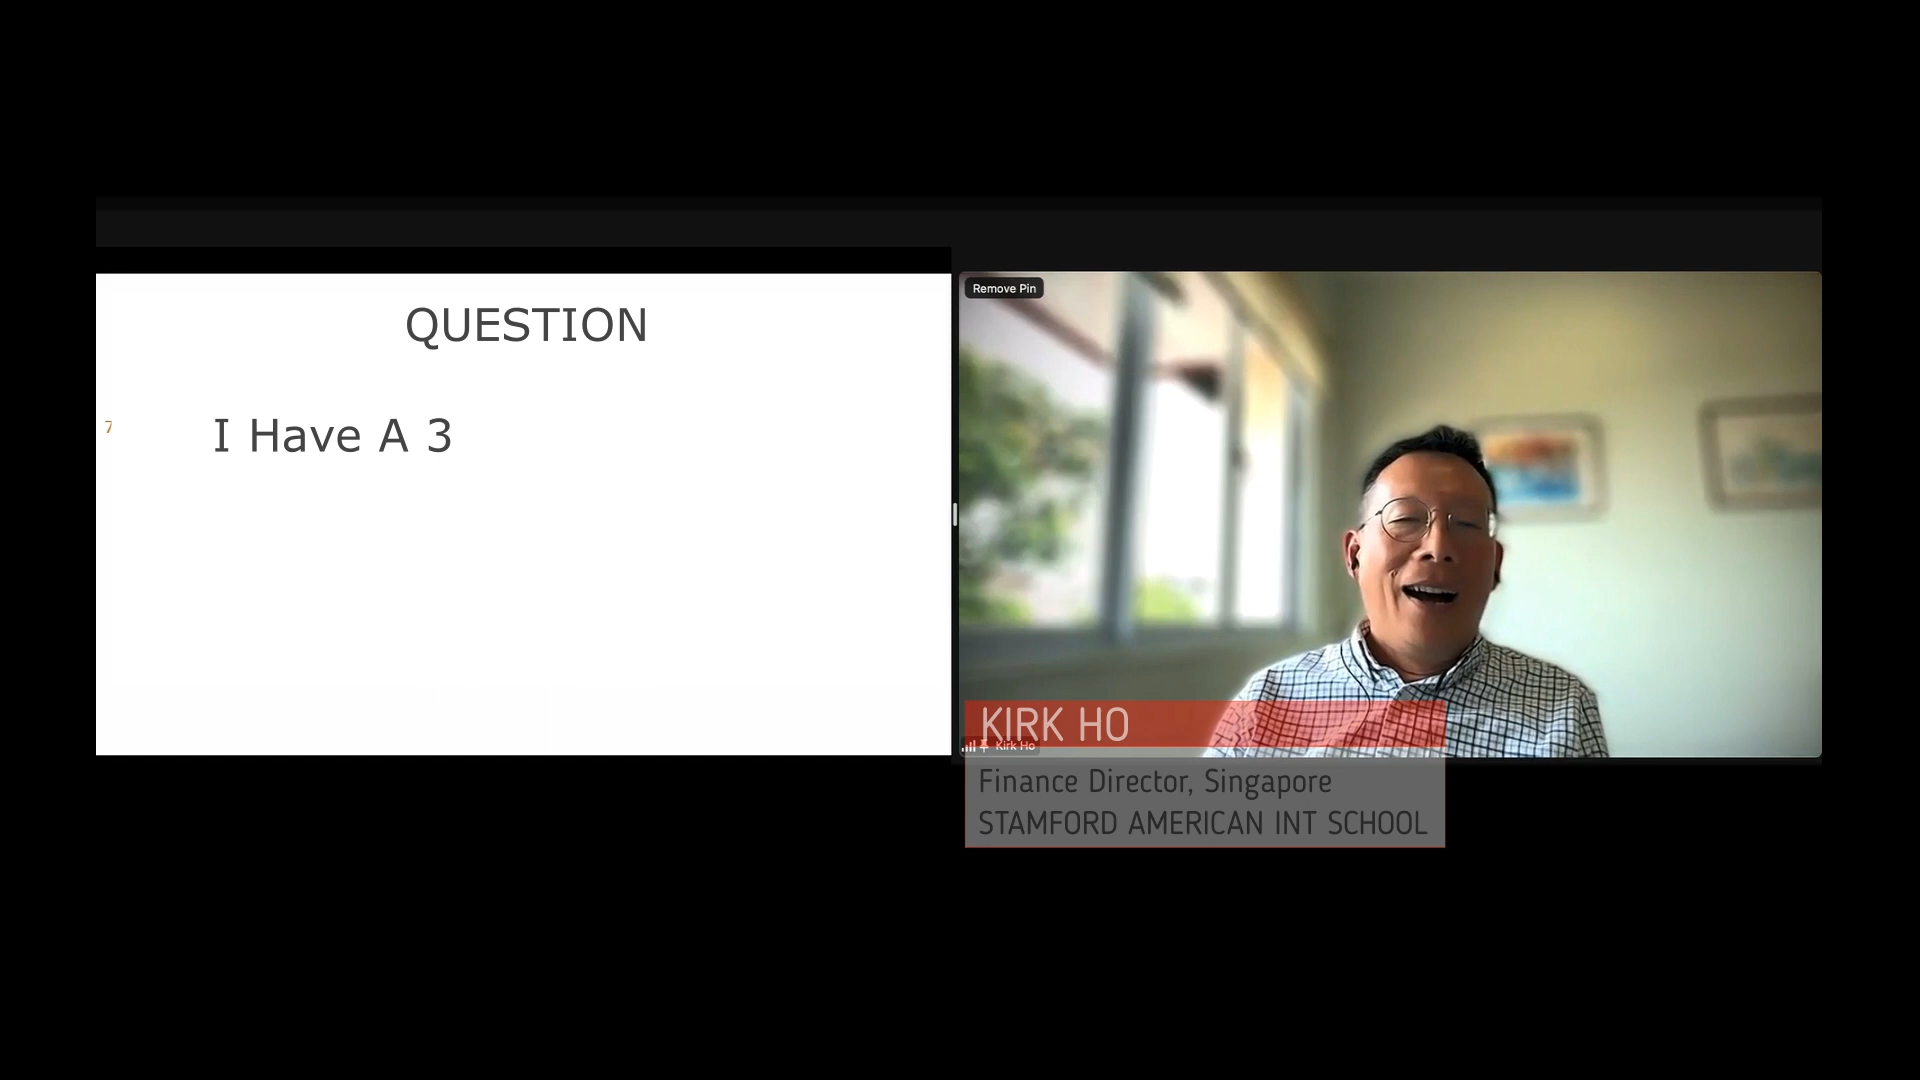 QUESTION
7
I Have A 3
Remove Pin
KIRK HO
Kirk Ho
Finance Director, Singapore
STAMFORD AMERICAN INT SCHOOL